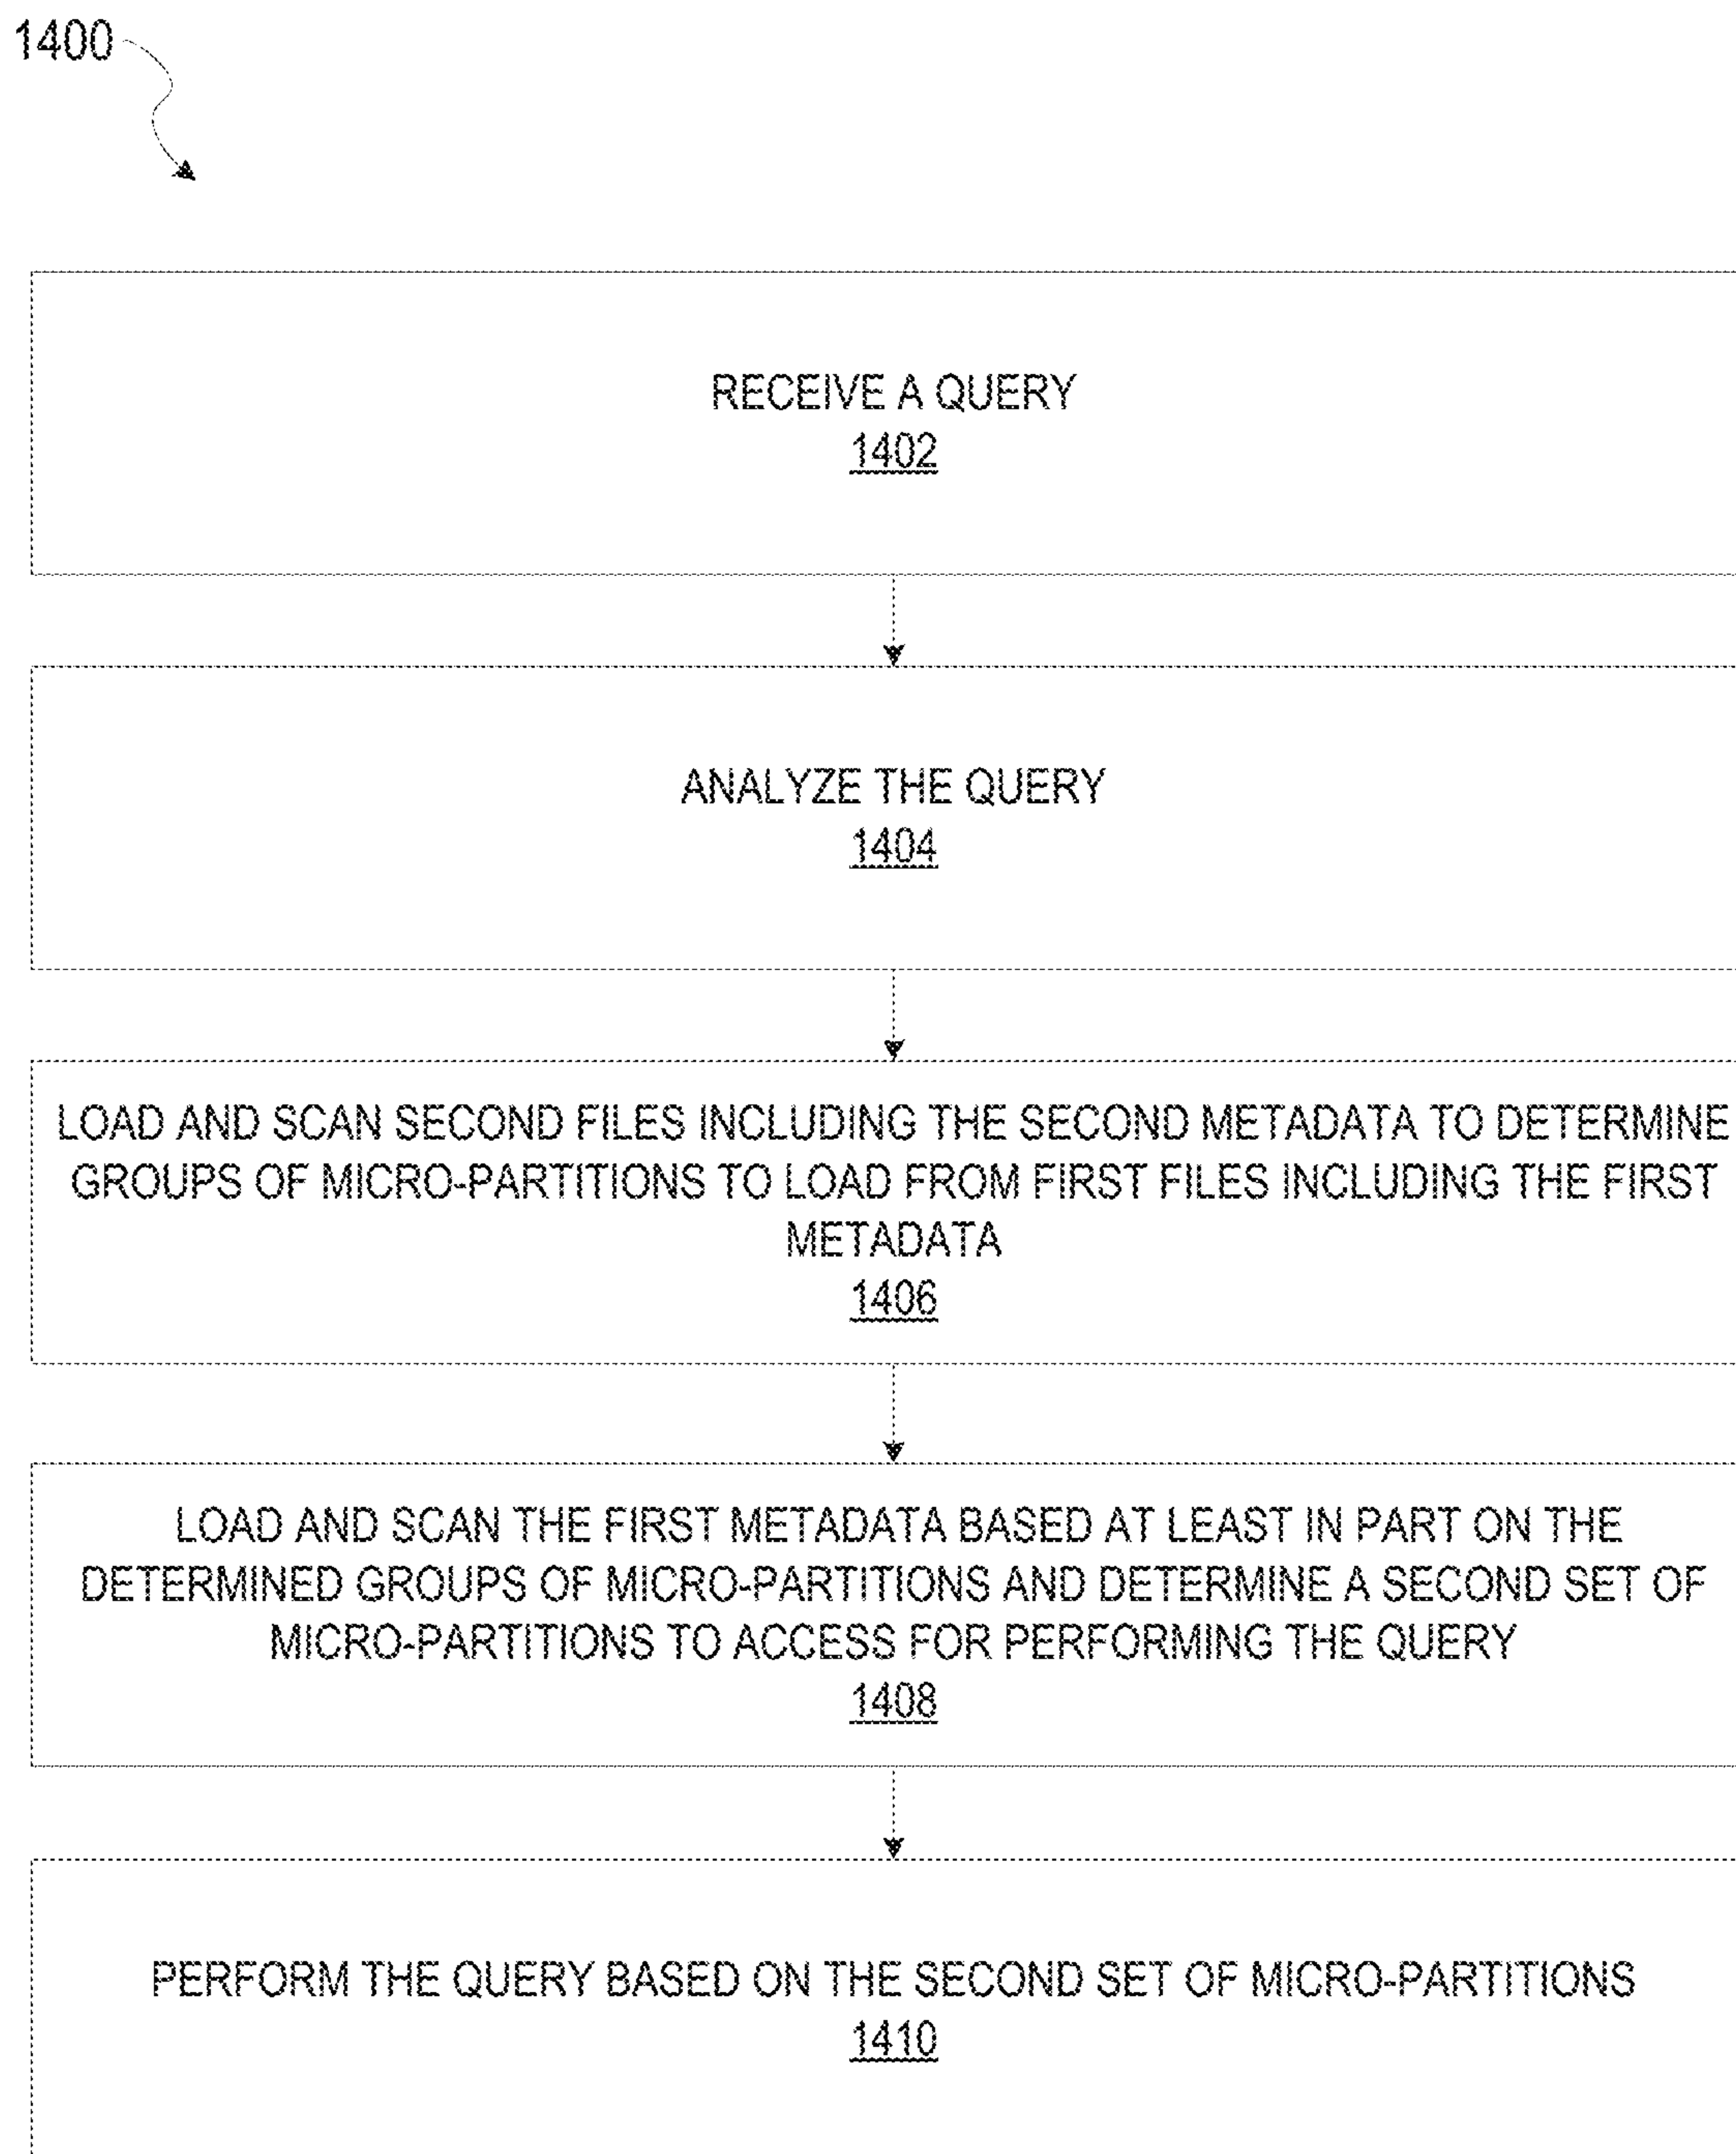 1400
RECEIVE A QUERY
1402
ANALYZE THE QUERY
1404
LOAD AND SCAN SECOND FILES INCLUDING THE SECOND METADATA TO DETERMINE
GROUPS OF MICRO-PARTITIONS TO LOAD FROM FIRST FILES INCLUDING THE FIRST
METADATA
1406
LOAD AND SCAN THE FIRST METADATA BASED AT LEAST IN PART ON THE
DETERMINED GROUPS OF MICRO-PARTITIONS AND DETERMINE A SECOND SET OF
MICRO-PARTITIONS TO ACCESS FOR PERFORMING THE QUERY
1408
PERFORM THE QUERY BASED ON THE SECOND SET OF MICRO-PARTITIONS
1410